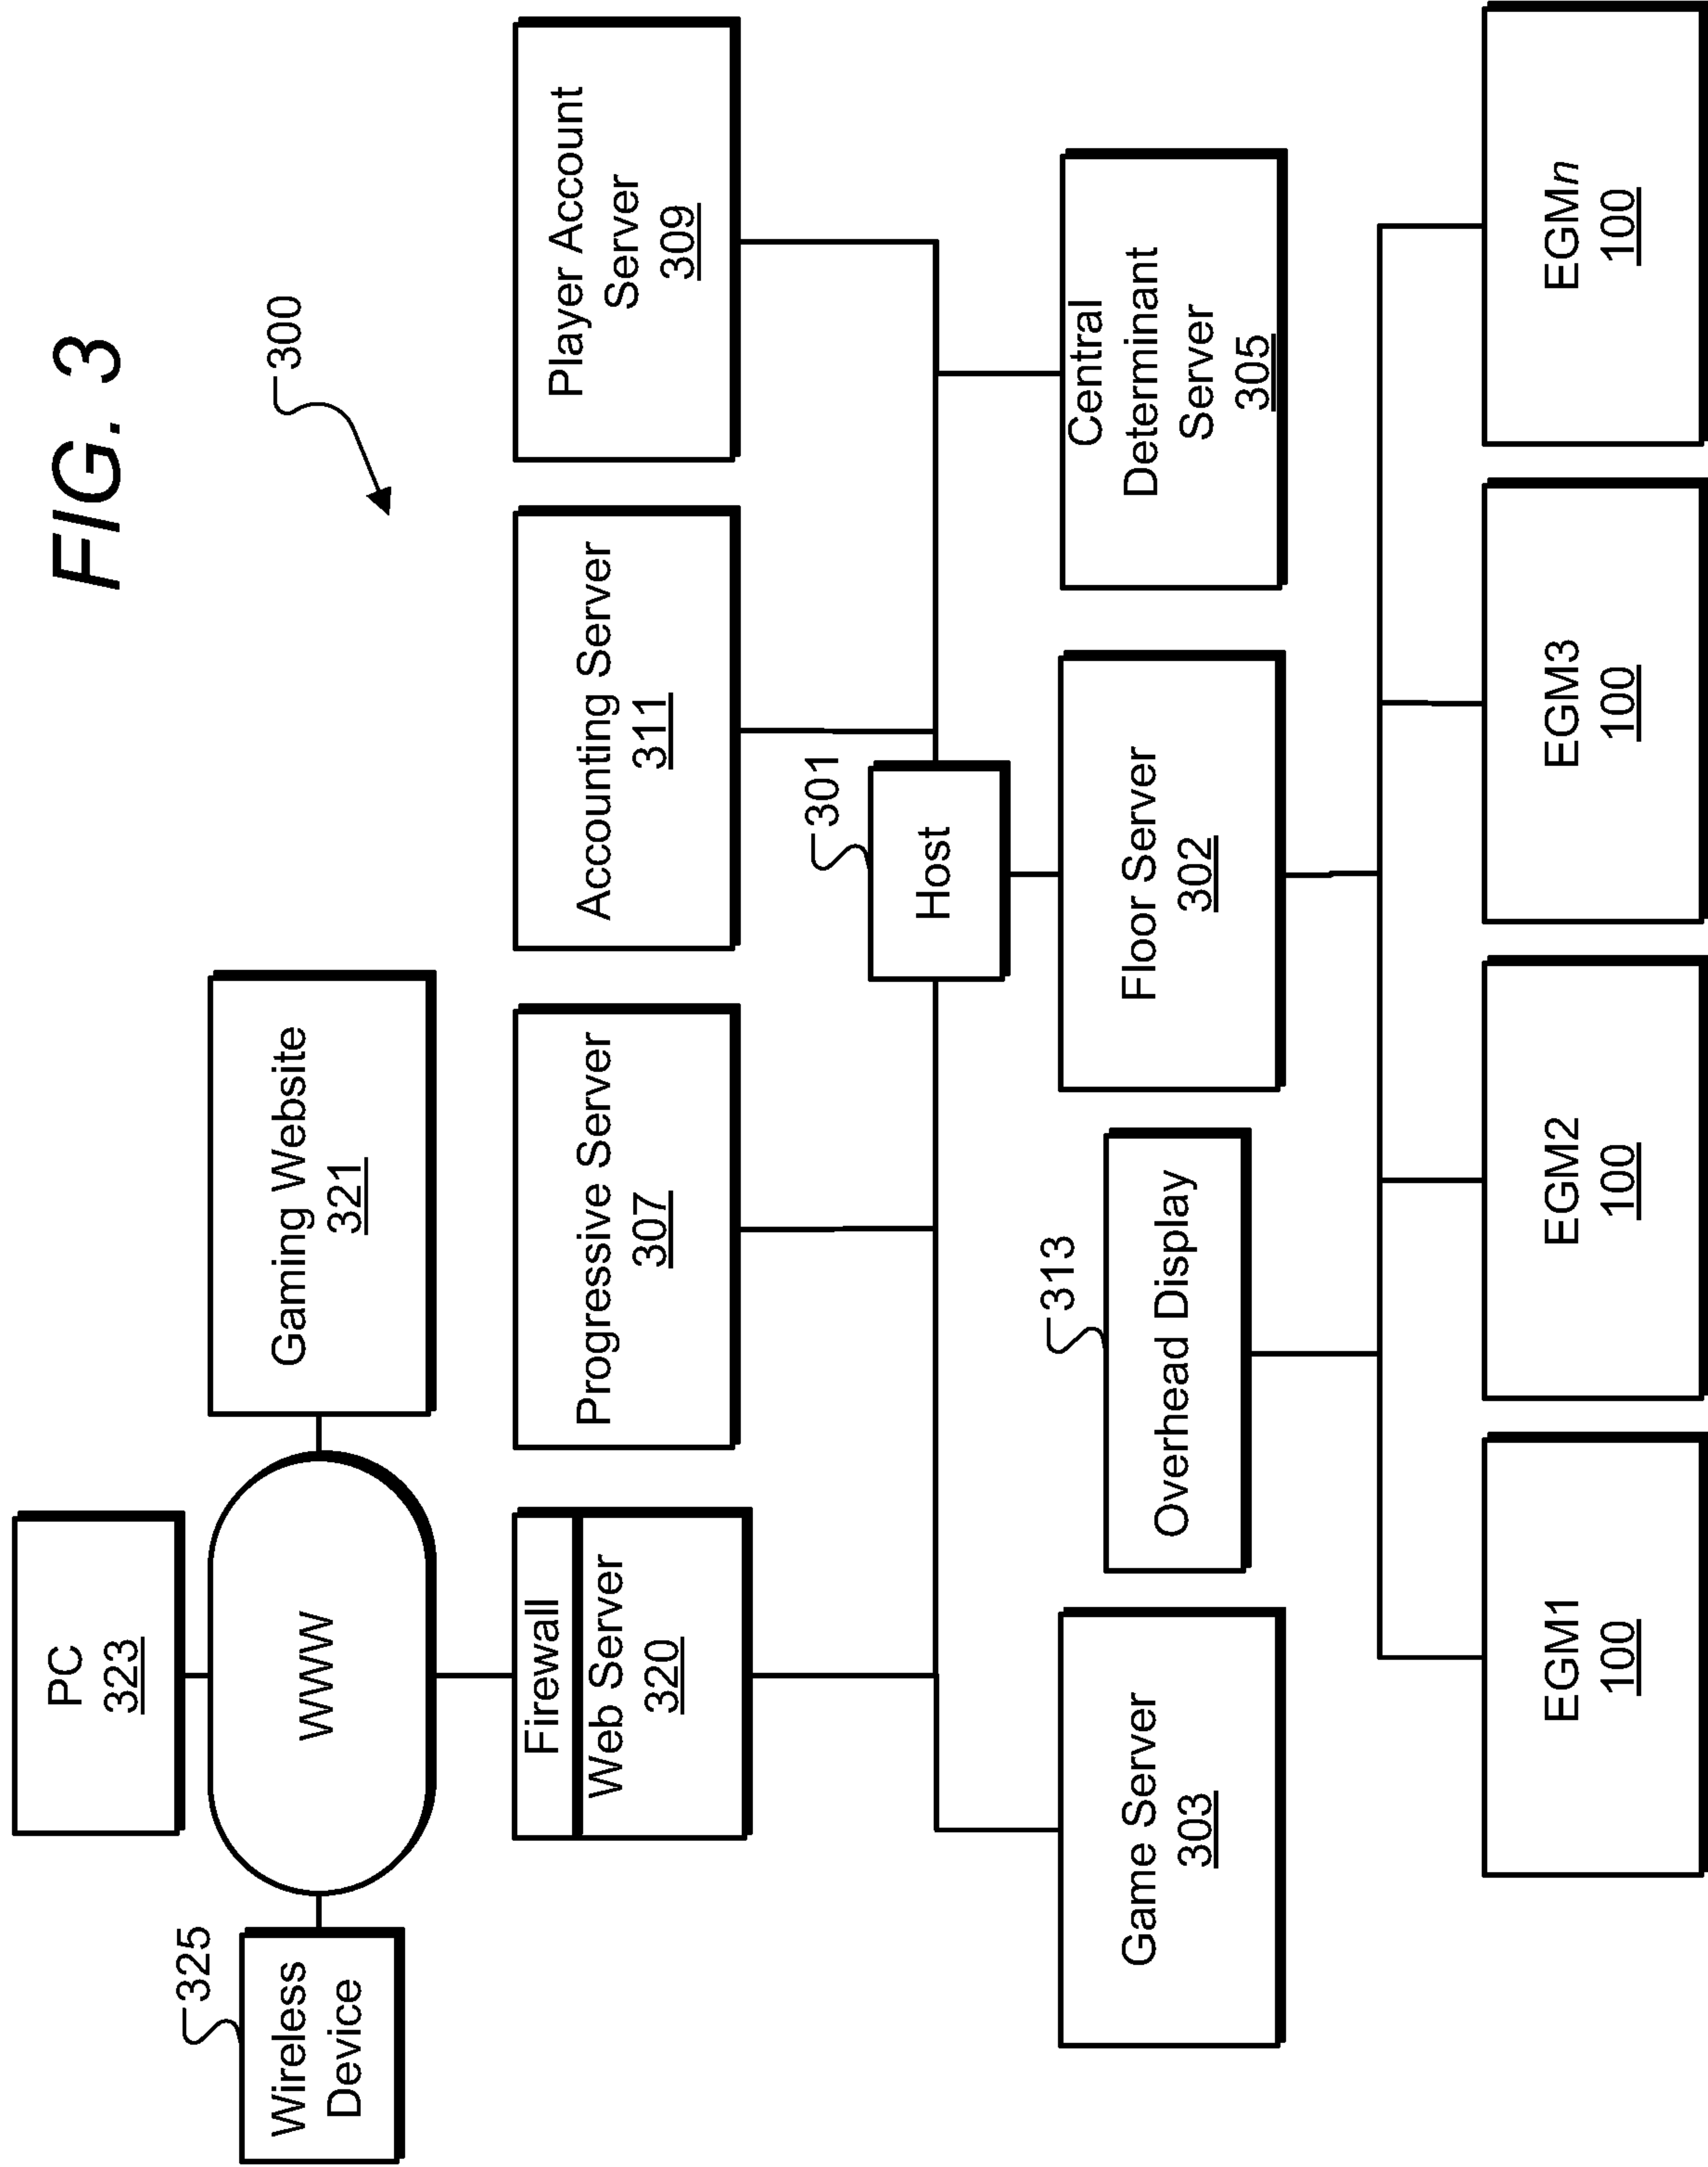 FIG. 3
300
PC
323
325
Wireless
Device
WWW
Gaming Website
321
Firewall
Web Server
320
Progressive Server
307
Accounting Server
311
Player Account
Server
309
301
Host
Game Server
303
313
Overhead Display
Floor Server
302
Central
Determinant
Server
305
EGM1
100
EGM2
100
EGM3
100
EGMn
100